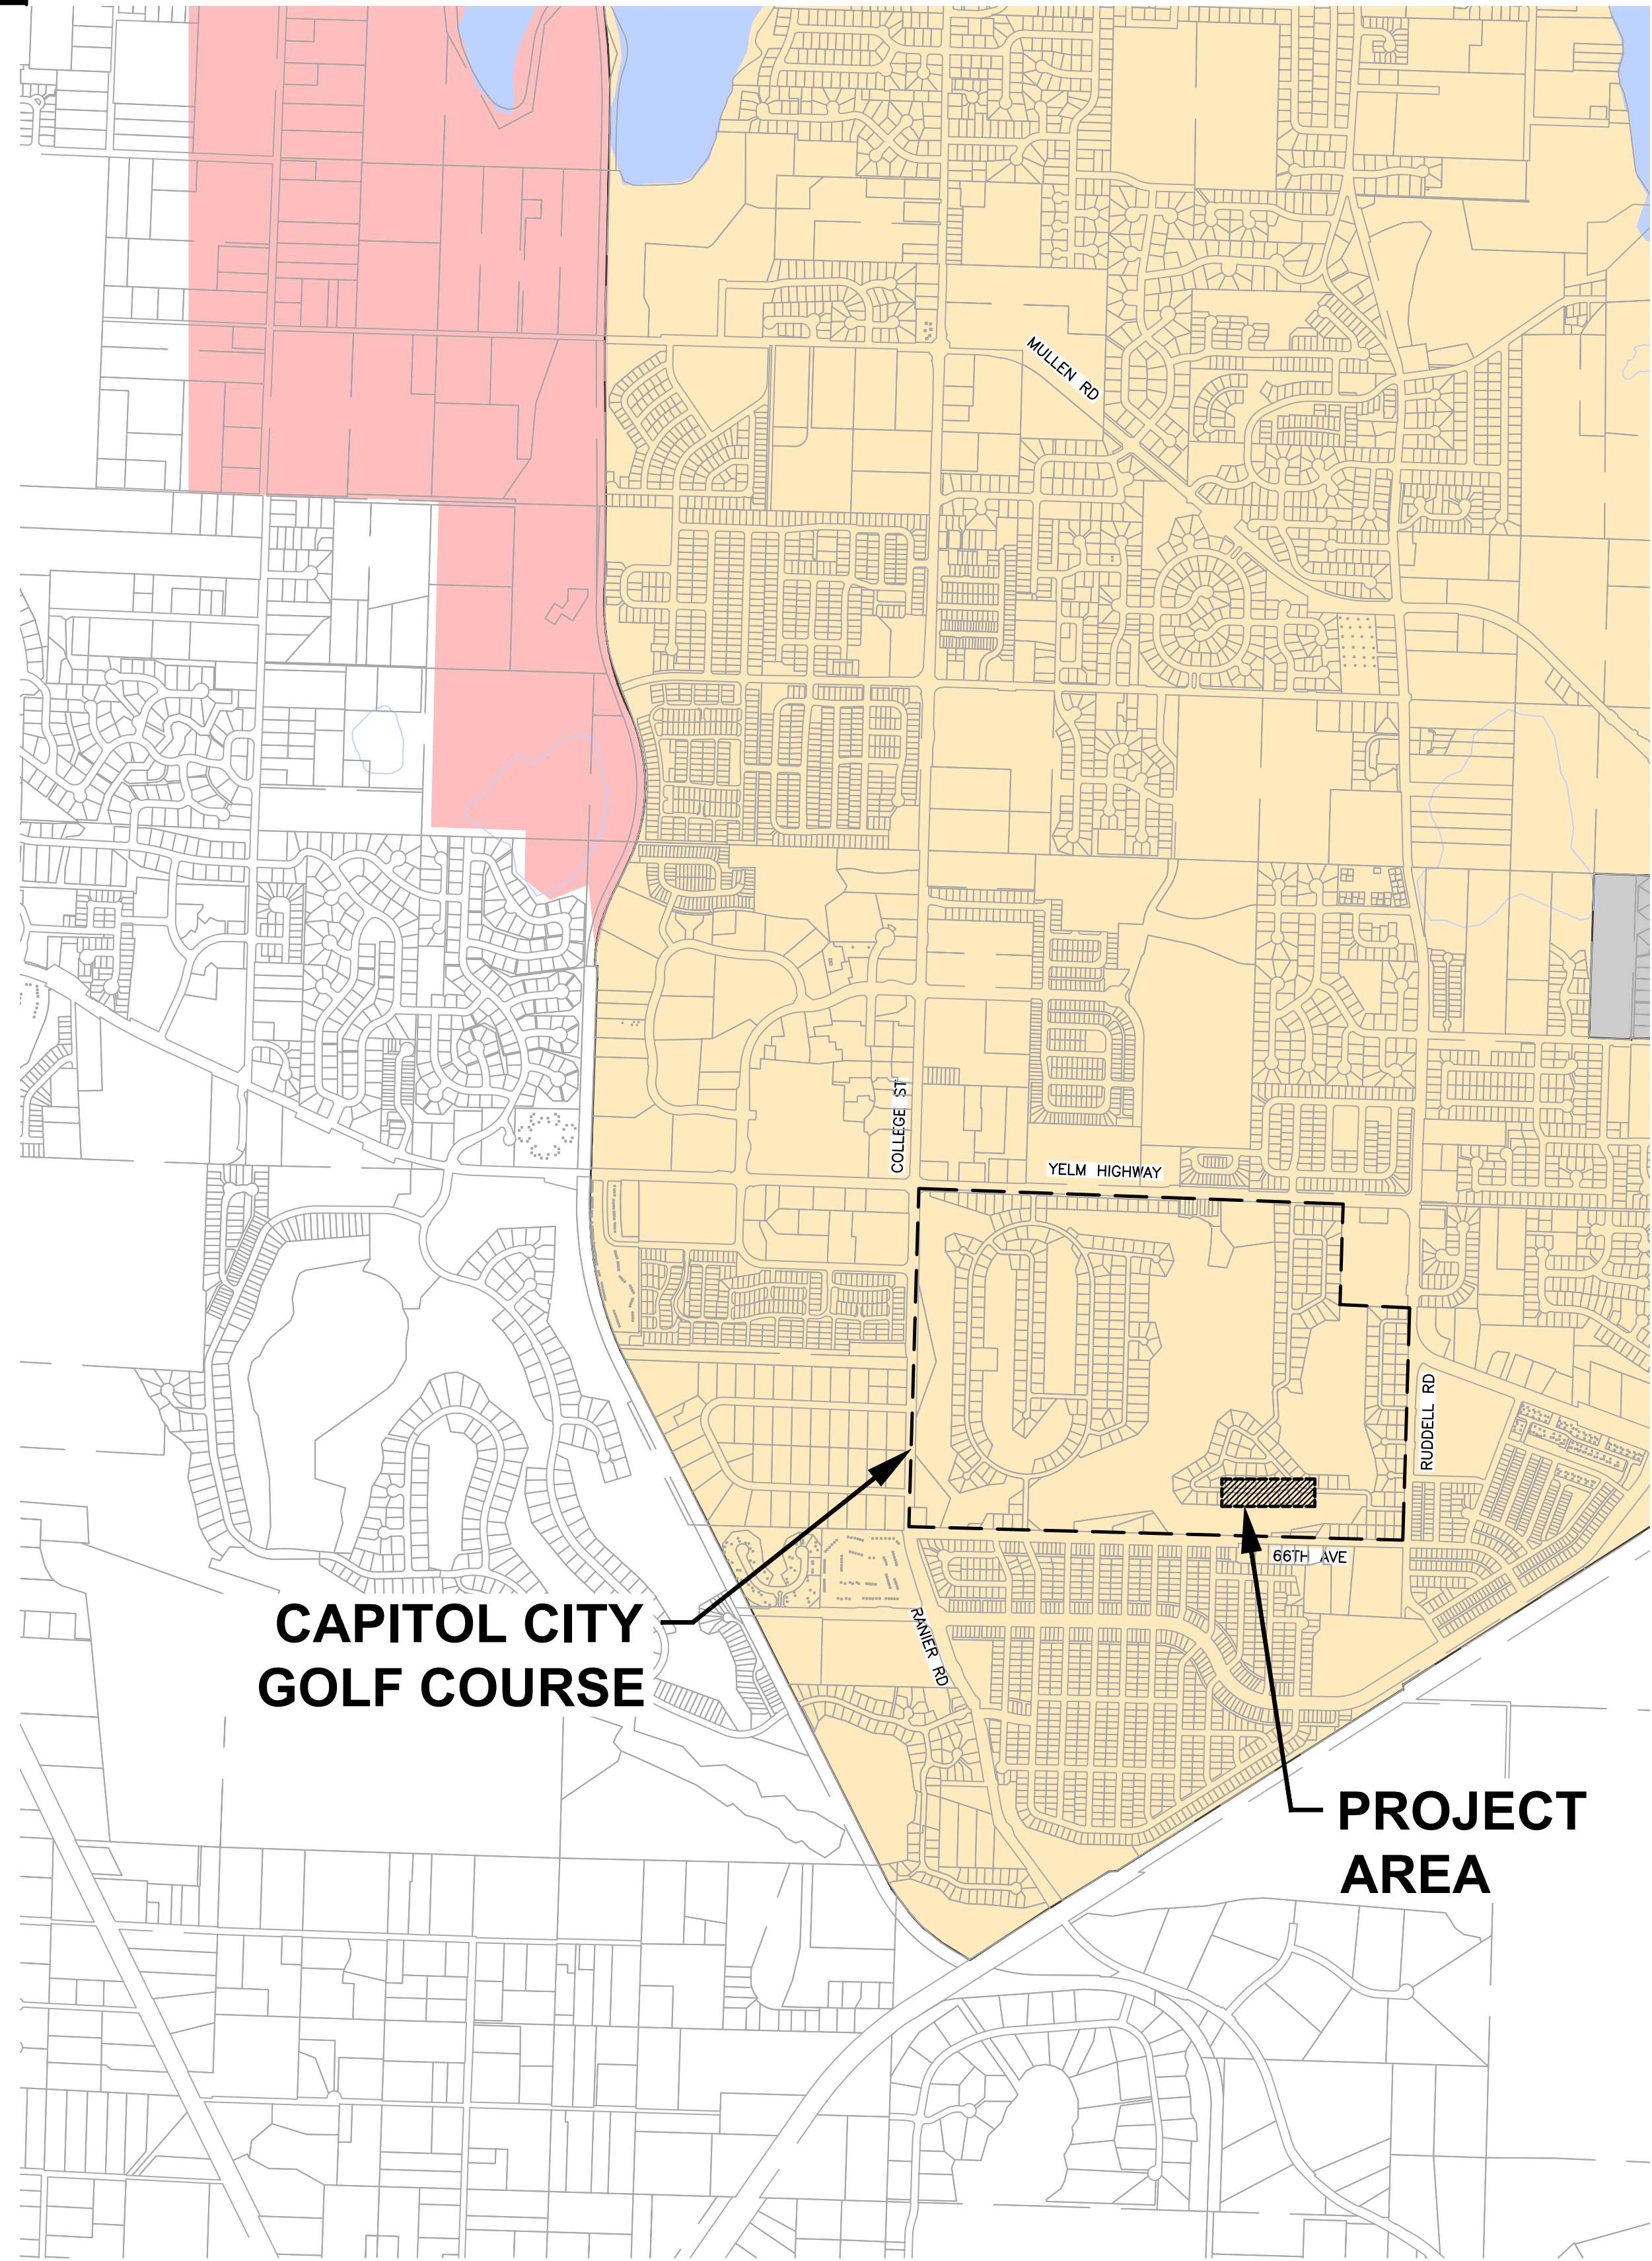 MULLEN RD
COLLEGE ST
YELM HIGHWAY
RUDDELL RD
66TH AVE
CAPITOL CITY
GOLF COURSE
RANIER RD
PROJECT
AREA